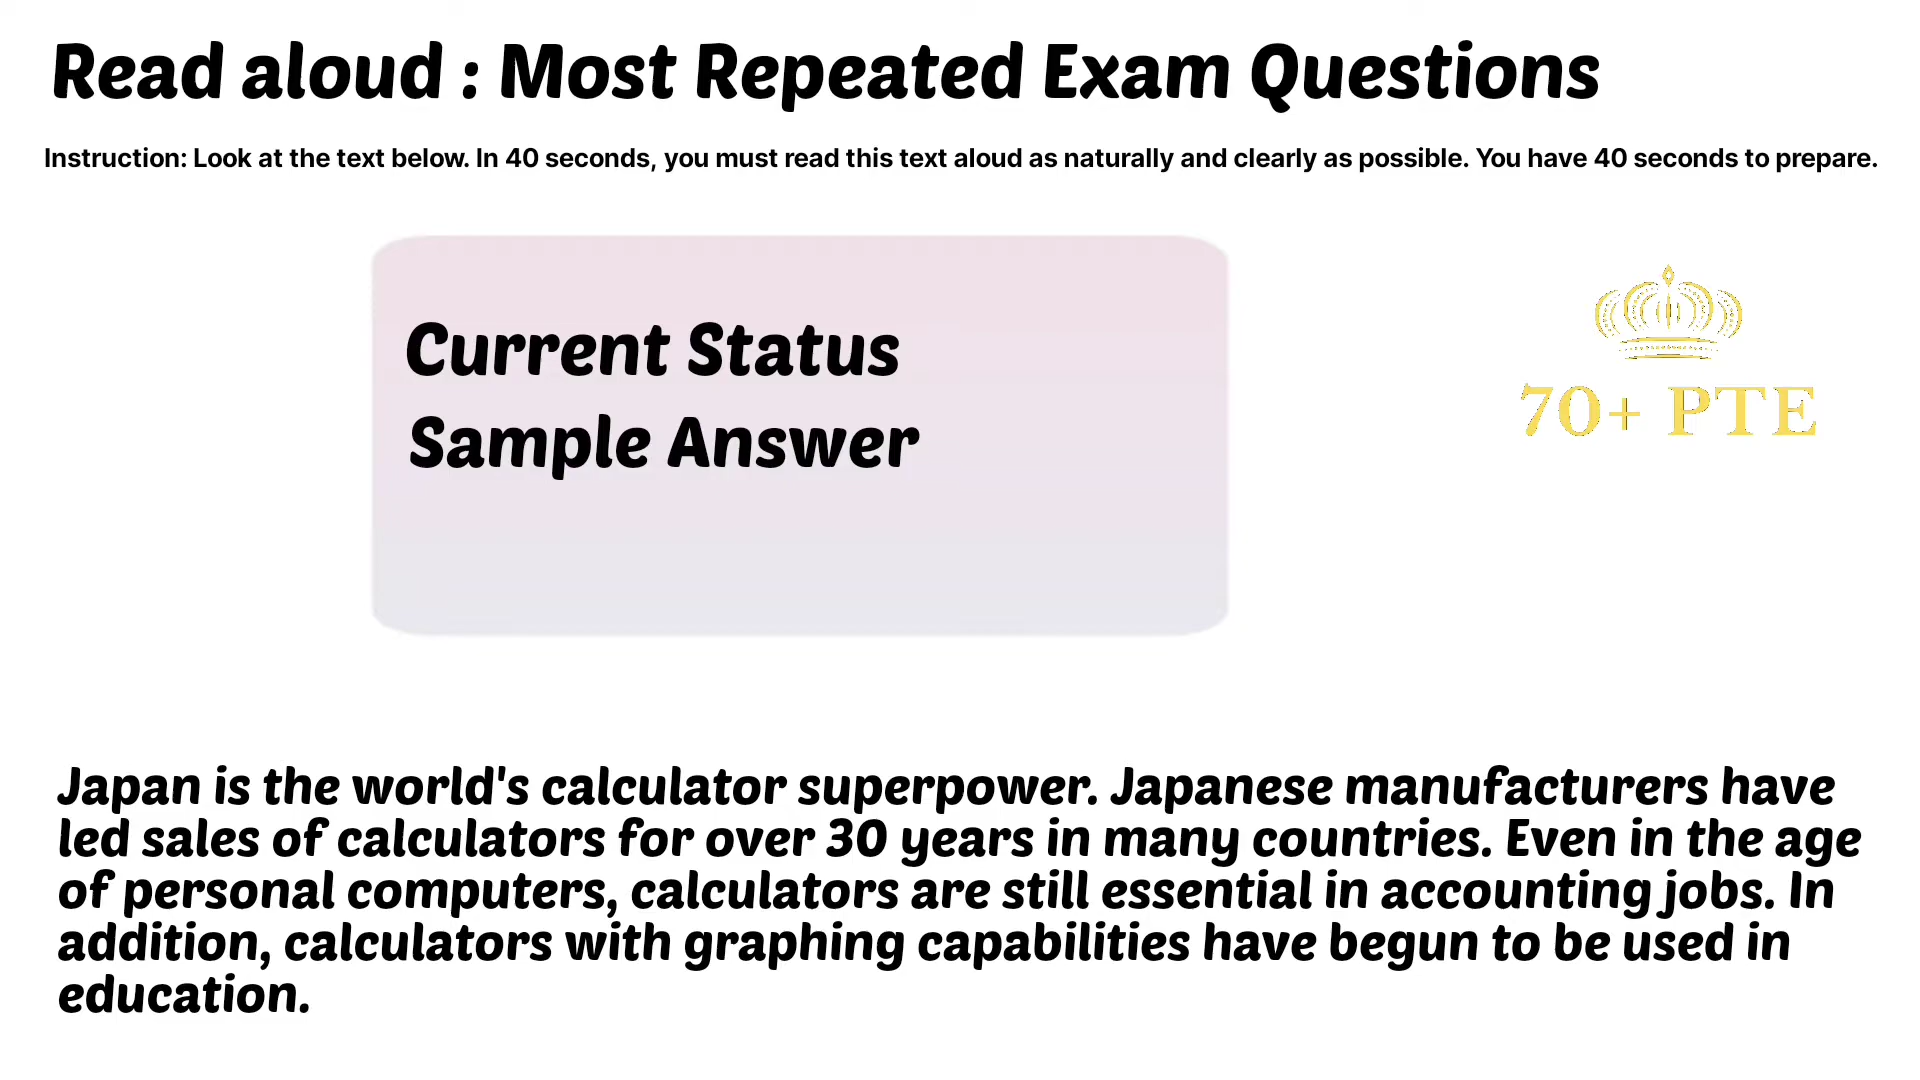 Read aloud : Most Repeated Exam Questions
Instruction: Look at the text below. In 40 seconds, you must read this text aloud as naturally and clearly as possible. You have 40 seconds to prepare.
Current Status
Sample Answer
70+ PTE
Japan is the world's calculator superpower. Japanese manufacturers have
led sales of calculators for over 30 years in many countries. Even in the age
of personal computers, calculators are still essential in accounting jobs. In
addition, calculators with graphing capabilities have begun to be used in
education.